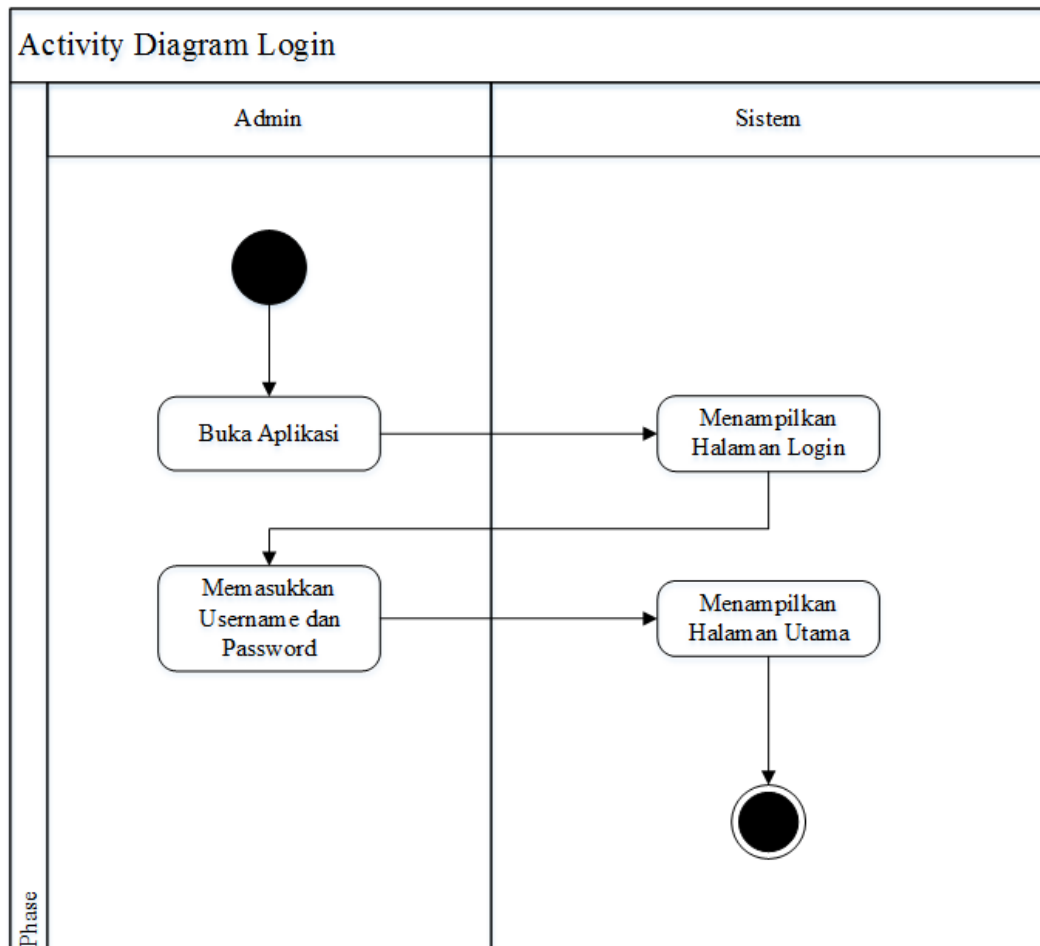 Activity Diagram Login
Admin
Sistem
Buka Aplikasi
Menampilkan
Halaman Login
Memasukkan
Username dan
Password
Menampilkan
Halaman Utama
Phase